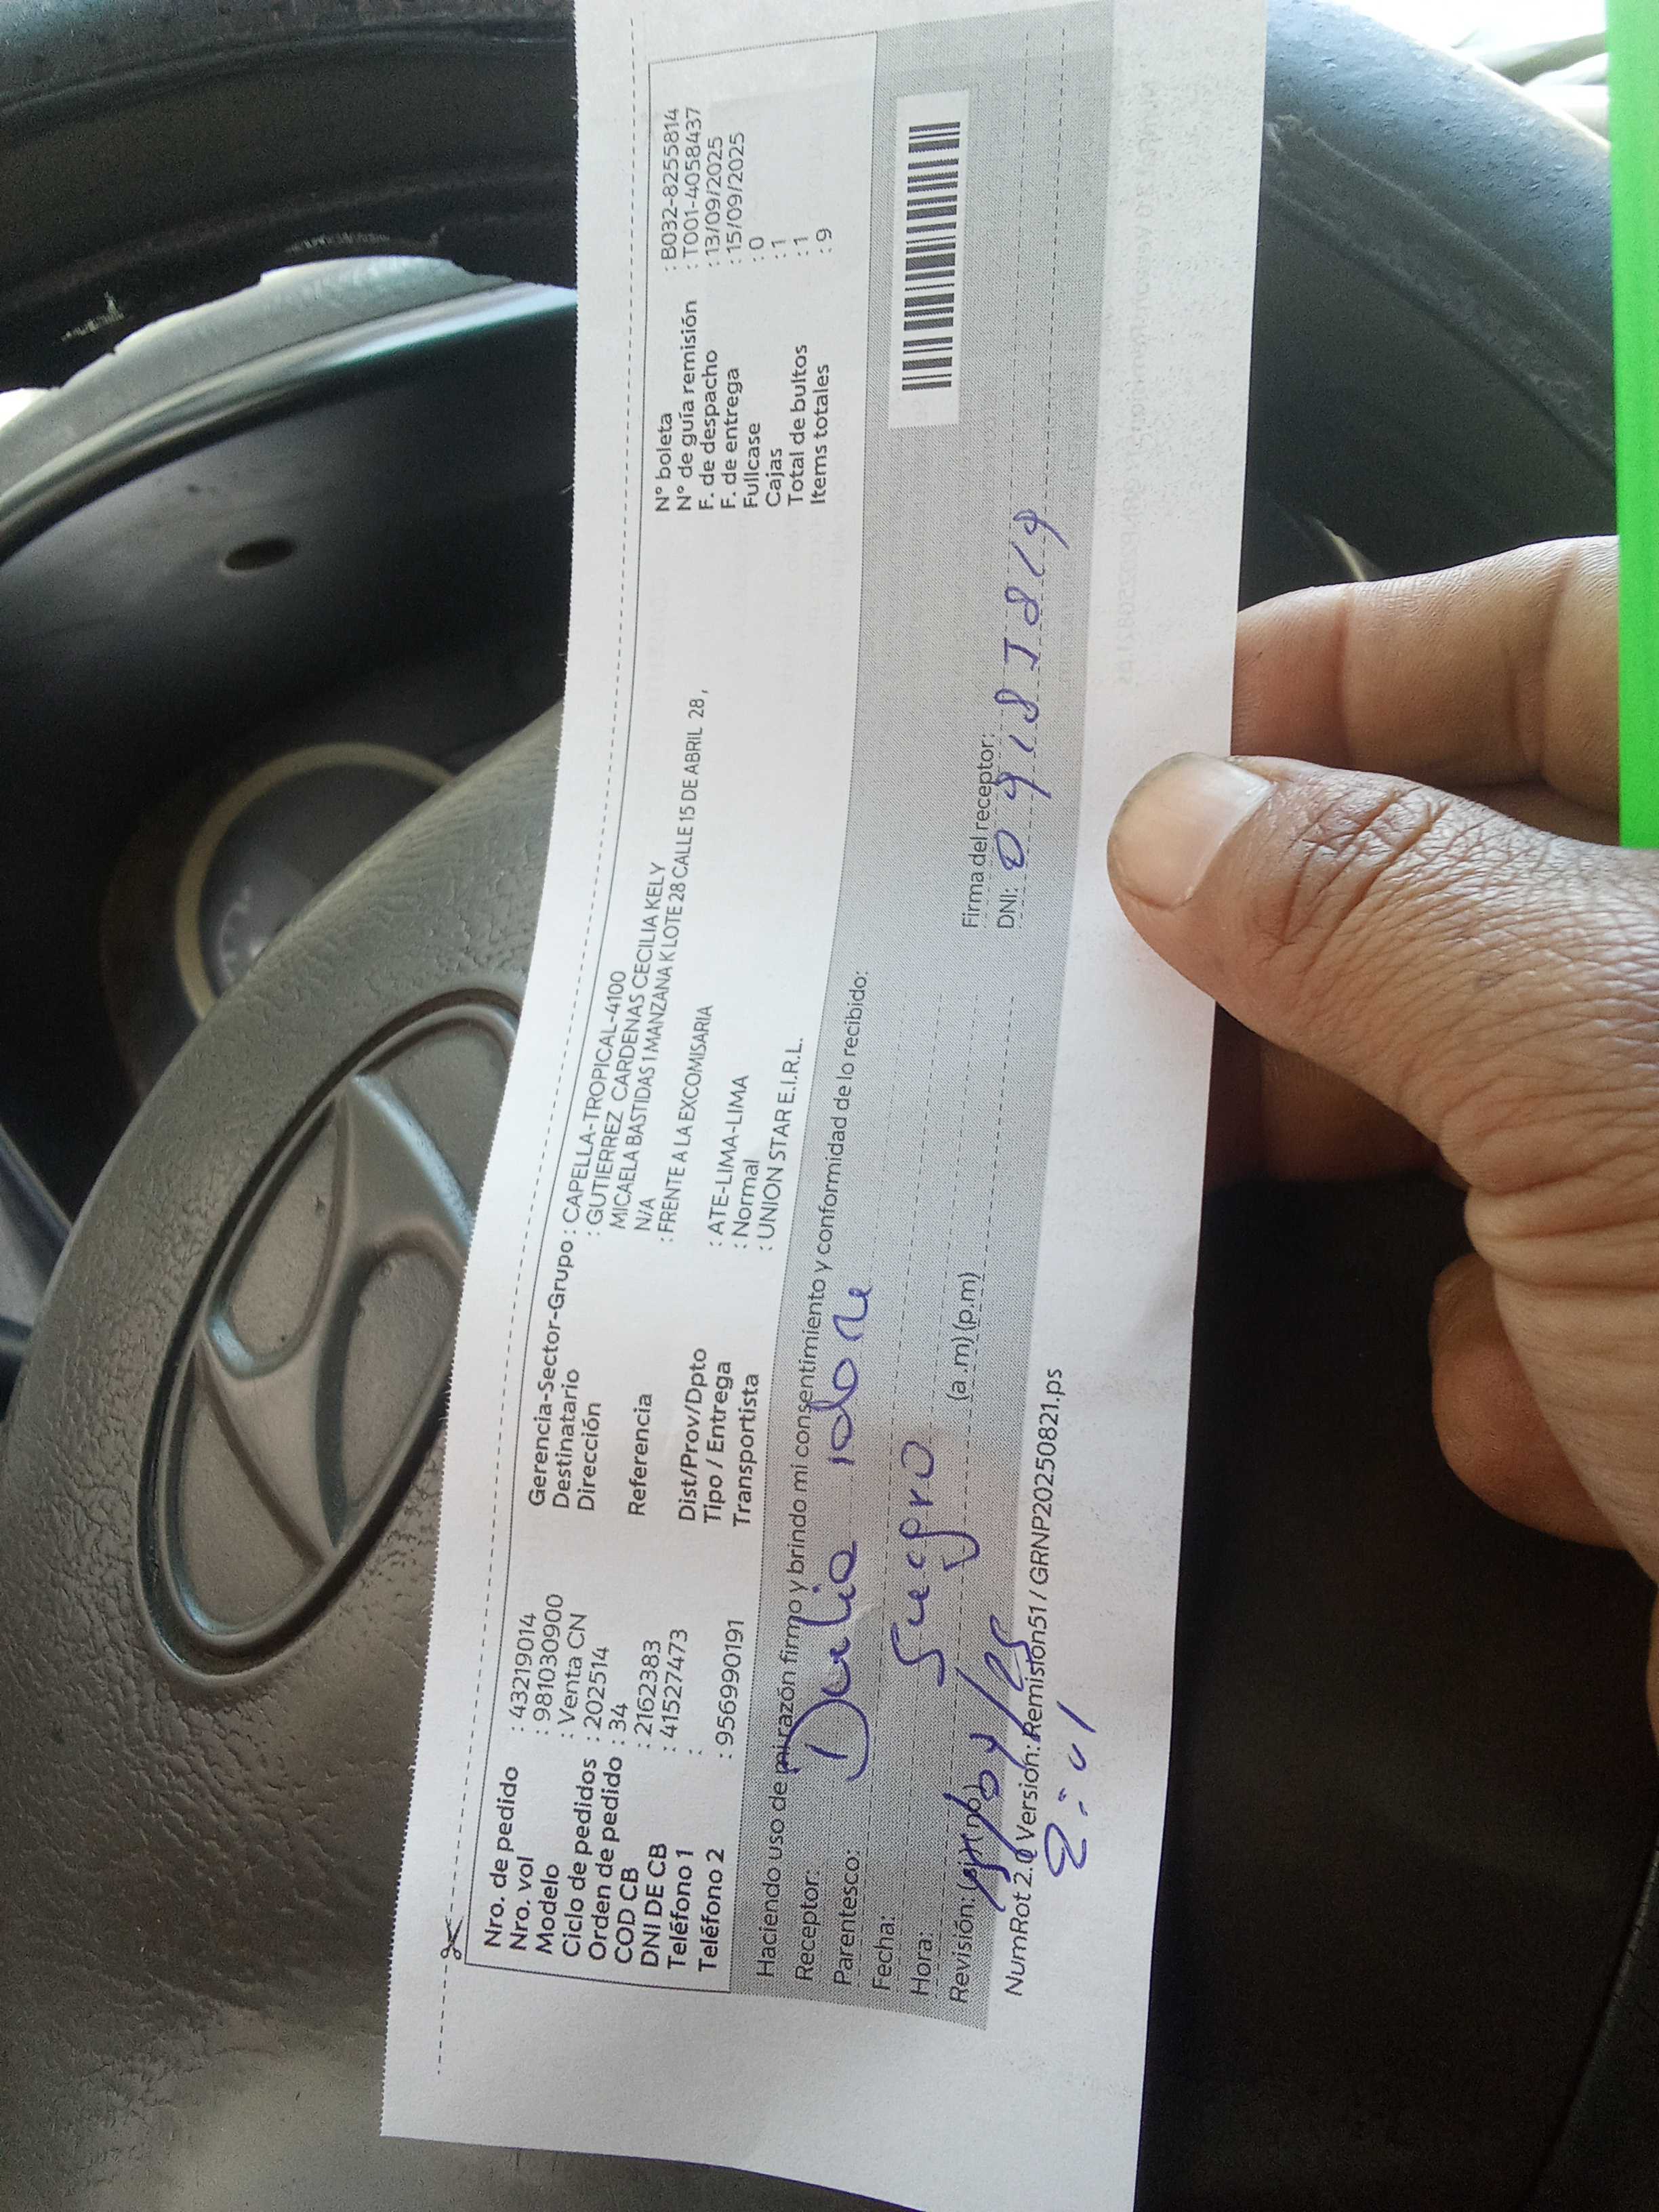 Nro. de pedido : 43219014
Nro. vol : 981030900
Modelo : Venta CN
Ciclo de pedidos : 202514
Orden de pedido : 34
COD CB : 2162383
DNI DE CB : 41527473
Teléfono 1 :
Teléfono 2 : 956990191
Gerencia-Sector-Grupo : CAPELLA-TROPICAL-4100
Destinatario : GUTIERREZ CARDENAS CECILIA KELY
Dirección MICAELA BASTIDAS 1 MANZANA K LOTE 28 CALLE 15 DE ABRIL 28,
N/A
Referencia : FRENTE A LA EXCOMISARIA
Dist/Prov/Dpto : ATE-LIMA-LIMA
Tipo / Entrega : Normal
Transportista : UNION STAR E.I.R.L.
N° boleta : B032-8255814
N° de guía remisión : T001-4058437
F. de despacho : 13/09/2025
F. de entrega : 15/09/2025
Fullcase : 0
Cajas : 1
Total de bultos : 1
Items totales : 9
Haciendo uso de mi razón firmo y brindo mi consentimiento y conformidad de lo recibido:
Receptor:
Parentesco: Suegro
Fecha:
Hora: (a.m) (p.m)
Revisión:
Firma del receptor:
DNI:
NumRot 2.0 Versión: Remision51 / GRNP20250821.ps